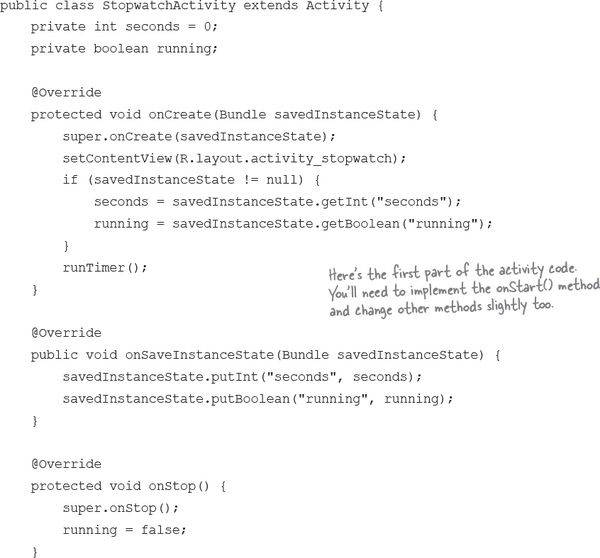 public class StopwatchActivity extends Activity {
    private int seconds = 0;
    private boolean running;

    @Override
    protected void onCreate(Bundle savedInstanceState) {
        super.onCreate(savedInstanceState);
        setContentView(R.layout.activity_stopwatch);
        if (savedInstanceState != null) {
            seconds = savedInstanceState.getInt("seconds");
            running = savedInstanceState.getBoolean("running");
        }
        runTimer();
    }
Here's the first part of the activity code.
You'll need to implement the onStart() method
and change other methods slightly too.

    @Override
    public void onSaveInstanceState(Bundle savedInstanceState) {
        savedInstanceState.putInt("seconds", seconds);
        savedInstanceState.putBoolean("running", running);
    }

    @Override
    protected void onStop() {
        super.onStop();
        running = false;
    }